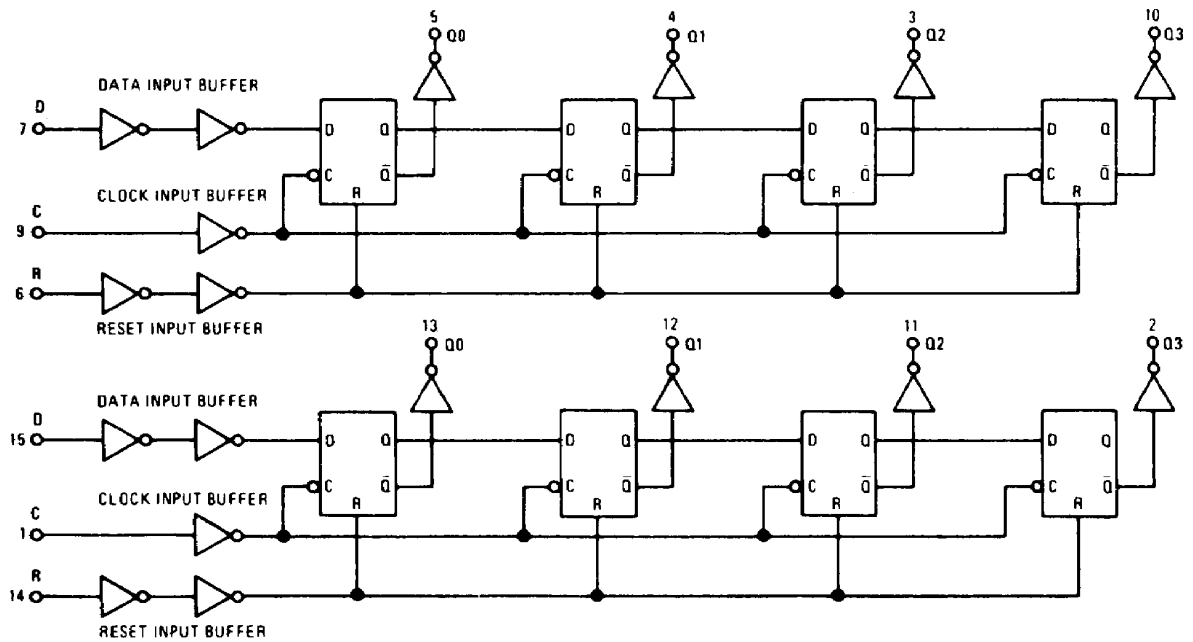 5 4 3 10
Q0 Q1 Q2 Q3
DATA INPUT BUFFER
D
7
D Q D Q D Q D Q
C Q̄ C Q̄ C Q̄ C Q̄
R R R R
CLOCK INPUT BUFFER
C
9
R
6
RESET INPUT BUFFER
13 12 11 2
Q0 Q1 Q2 Q3
DATA INPUT BUFFER
D
15
D Q D Q D Q D Q
C Q̄ C Q̄ C Q̄ C Q̄
R R R R
CLOCK INPUT BUFFER
C
1
R
14
RESET INPUT BUFFER